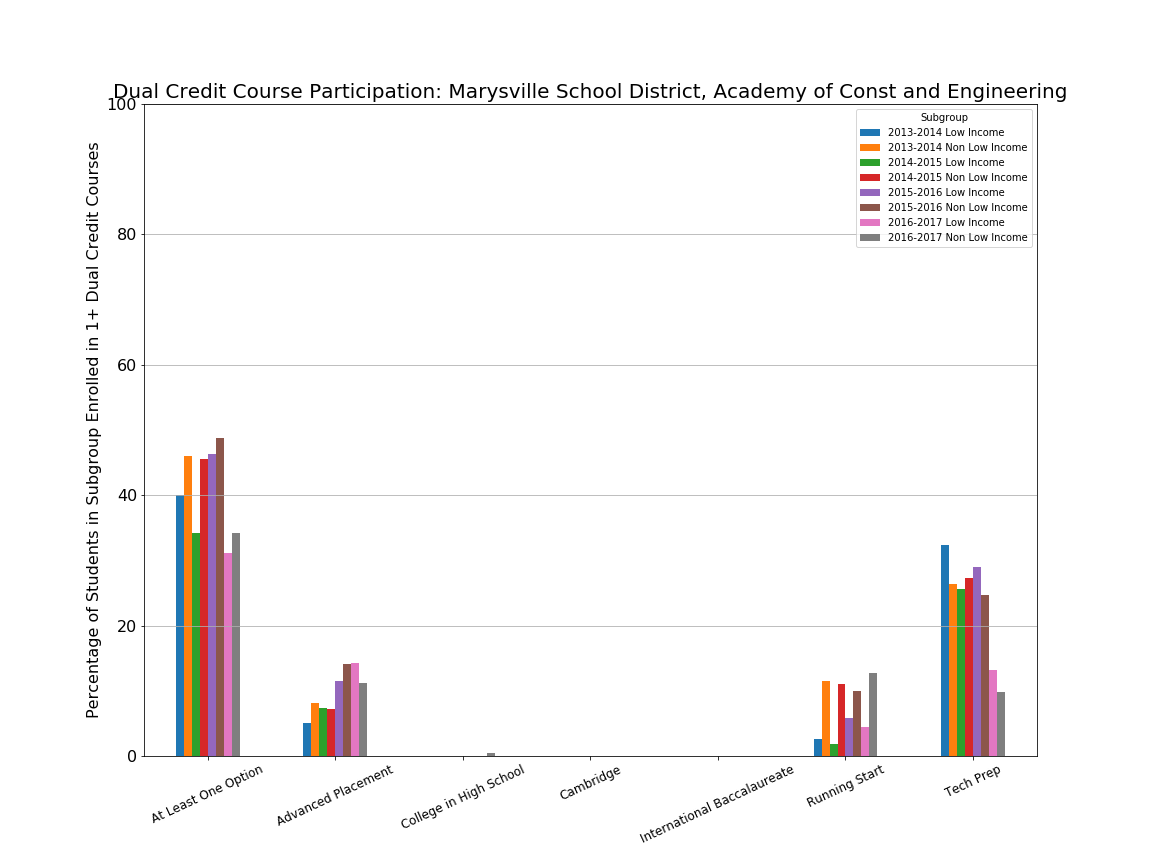 Dual Credit Course Participation: Marysville School District, Academy of Const and Engineering
Percentage of Students in Subgroup Enrolled in 1+ Dual Credit Courses
100
80
60
40
20
0
Subgroup
2013-2014 Low Income
2013-2014 Non Low Income
2014-2015 Low Income
2014-2015 Non Low Income
2015-2016 Low Income
2015-2016 Non Low Income
2016-2017 Low Income
2016-2017 Non Low Income
At Least One Option
Advanced Placement
College in High School
Cambridge
International Baccalaureate
Running Start
Tech Prep